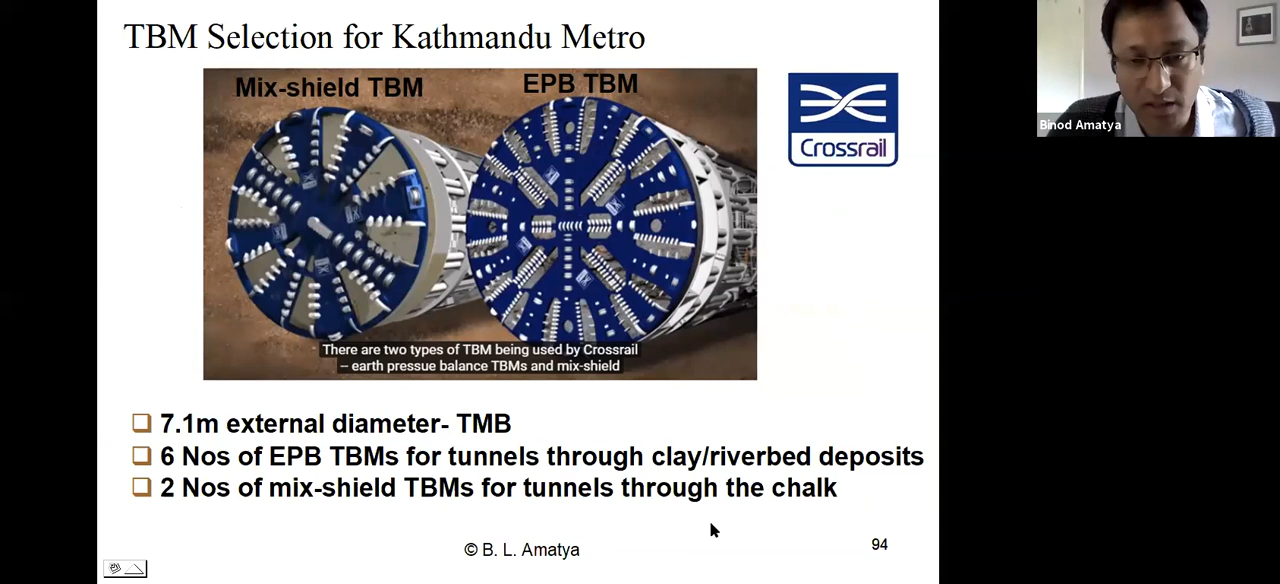 TBM Selection for Kathmandu Metro
Mix-shield TBM
EPB TBM
Crossrail
Binod Amatya
There are two types of TBM being used by Crossrail
– earth pressue balance TBMs and mix-shield
7.1m external diameter- TMB
6 Nos of EPB TBMs for tunnels through clay/riverbed deposits
2 Nos of mix-shield TBMs for tunnels through the chalk
© B. L. Amatya
94